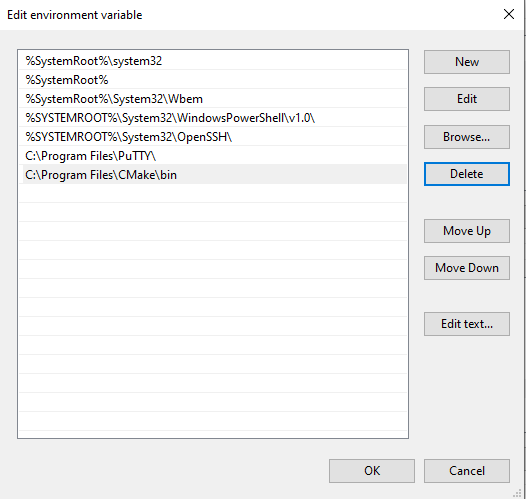 Edit environment variable
%SystemRoot%\system32
%SystemRoot%
%SystemRoot%\System32\Wbem
%SYSTEMROOT%\System32\WindowsPowerShell\v1.0\
%SYSTEMROOT%\System32\OpenSSH\
C:\Program Files\PuTTY\
C:\Program Files\CMake\bin
New
Edit
Browse...
Delete
Move Up
Move Down
Edit text...
OK
Cancel